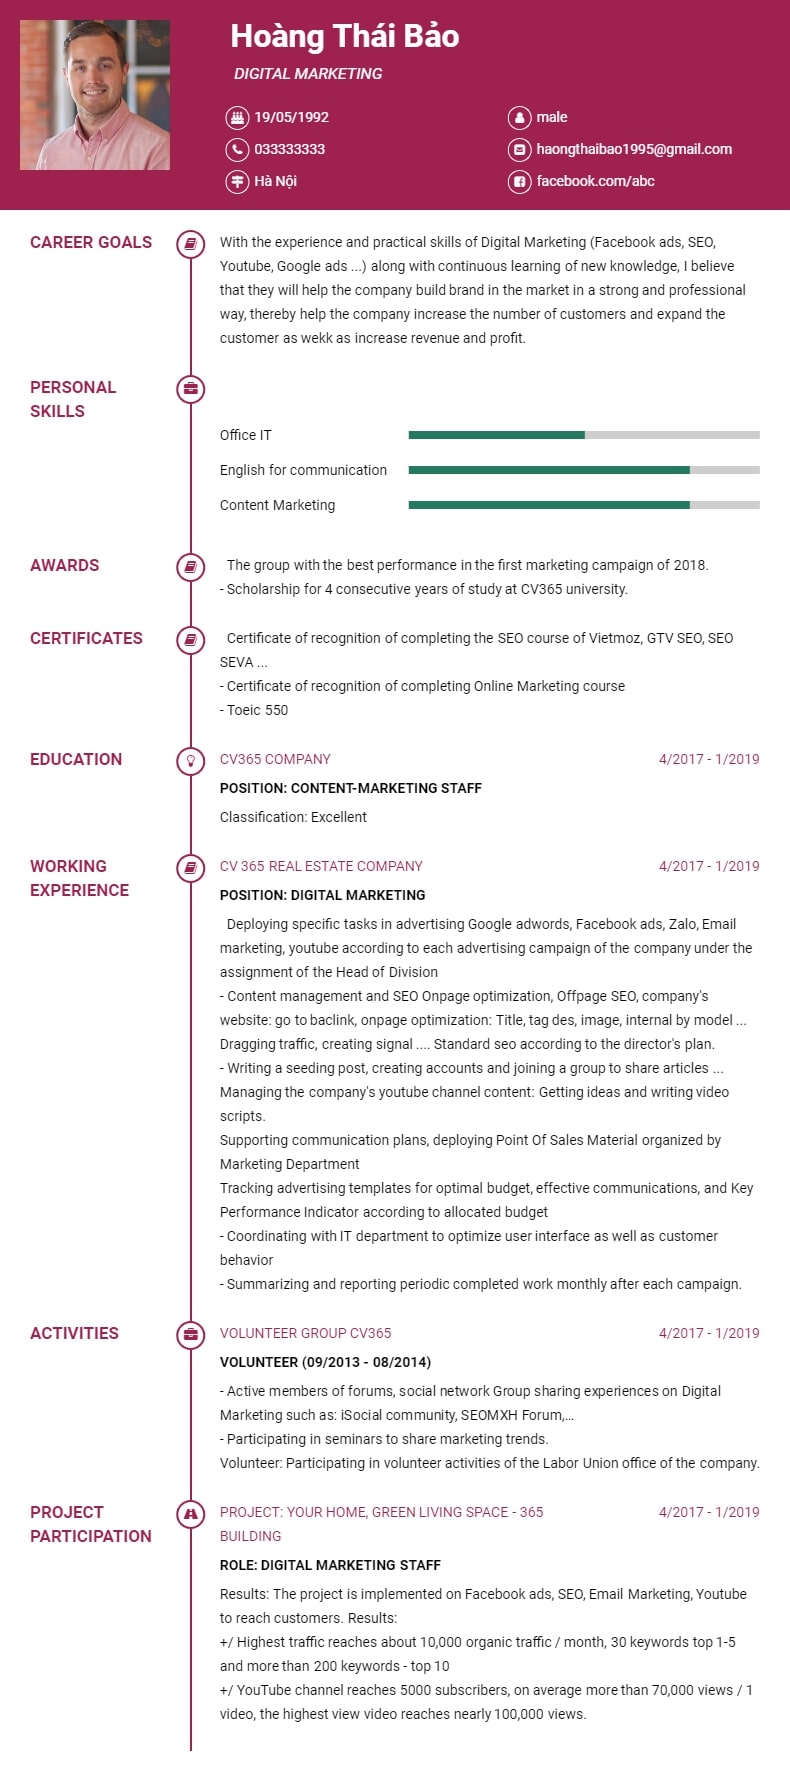 Hoàng Thái Bảo
DIGITAL MARKETING
19/05/1992
male
033333333
haongthaibao1995@gmail.com
Hà Nội
facebook.com/abc
CAREER GOALS
With the experience and practical skills of Digital Marketing (Facebook ads, SEO,
Youtube, Google ads ...) along with continuous learning of new knowledge, I believe
that they will help the company build brand in the market in a strong and professional
way, thereby help the company increase the number of customers and expand the
customer as wekk as increase revenue and profit.
PERSONAL
SKILLS
Office IT
English for communication
Content Marketing
AWARDS
The group with the best performance in the first marketing campaign of 2018.
- Scholarship for 4 consecutive years of study at CV365 university.
CERTIFICATES
Certificate of recognition of completing the SEO course of Vietmoz, GTV SEO, SEO
SEVA ...
- Certificate of recognition of completing Online Marketing course
- Toeic 550
EDUCATION
CV365 COMPANY
4/2017 - 1/2019
POSITION: CONTENT-MARKETING STAFF
Classification: Excellent
WORKING
EXPERIENCE
CV 365 REAL ESTATE COMPANY
4/2017 - 1/2019
POSITION: DIGITAL MARKETING
Deploying specific tasks in advertising Google adwords, Facebook ads, Zalo, Email
marketing, youtube according to each advertising campaign of the company under the
assignment of the Head of Division
- Content management and SEO Onpage optimization, Offpage SEO, company's
website: go to baclink, onpage optimization: Title, tag des, image, internal by model ...
Dragging traffic, creating signal .... Standard seo according to the director's plan.
- Writing a seeding post, creating accounts and joining a group to share articles ...
Managing the company's youtube channel content: Getting ideas and writing video
scripts.
Supporting communication plans, deploying Point Of Sales Material organized by
Marketing Department
Tracking advertising templates for optimal budget, effective communications, and Key
Performance Indicator according to allocated budget
- Coordinating with IT department to optimize user interface as well as customer
behavior
- Summarizing and reporting periodic completed work monthly after each campaign.
ACTIVITIES
VOLUNTEER GROUP CV365
4/2017 - 1/2019
VOLUNTEER (09/2013 - 08/2014)
- Active members of forums, social network Group sharing experiences on Digital
Marketing such as: iSocial community, SEOMXH Forum,...
- Participating in seminars to share marketing trends.
Volunteer: Participating in volunteer activities of the Labor Union office of the company.
PROJECT
PARTICIPATION
PROJECT: YOUR HOME, GREEN LIVING SPACE - 365
BUILDING
4/2017 - 1/2019
ROLE: DIGITAL MARKETING STAFF
Results: The project is implemented on Facebook ads, SEO, Email Marketing, Youtube
to reach customers. Results:
+/ Highest traffic reaches about 10,000 organic traffic / month, 30 keywords top 1-5
and more than 200 keywords - top 10
+/ YouTube channel reaches 5000 subscribers, on average more than 70,000 views / 1
video, the highest view video reaches nearly 100,000 views.